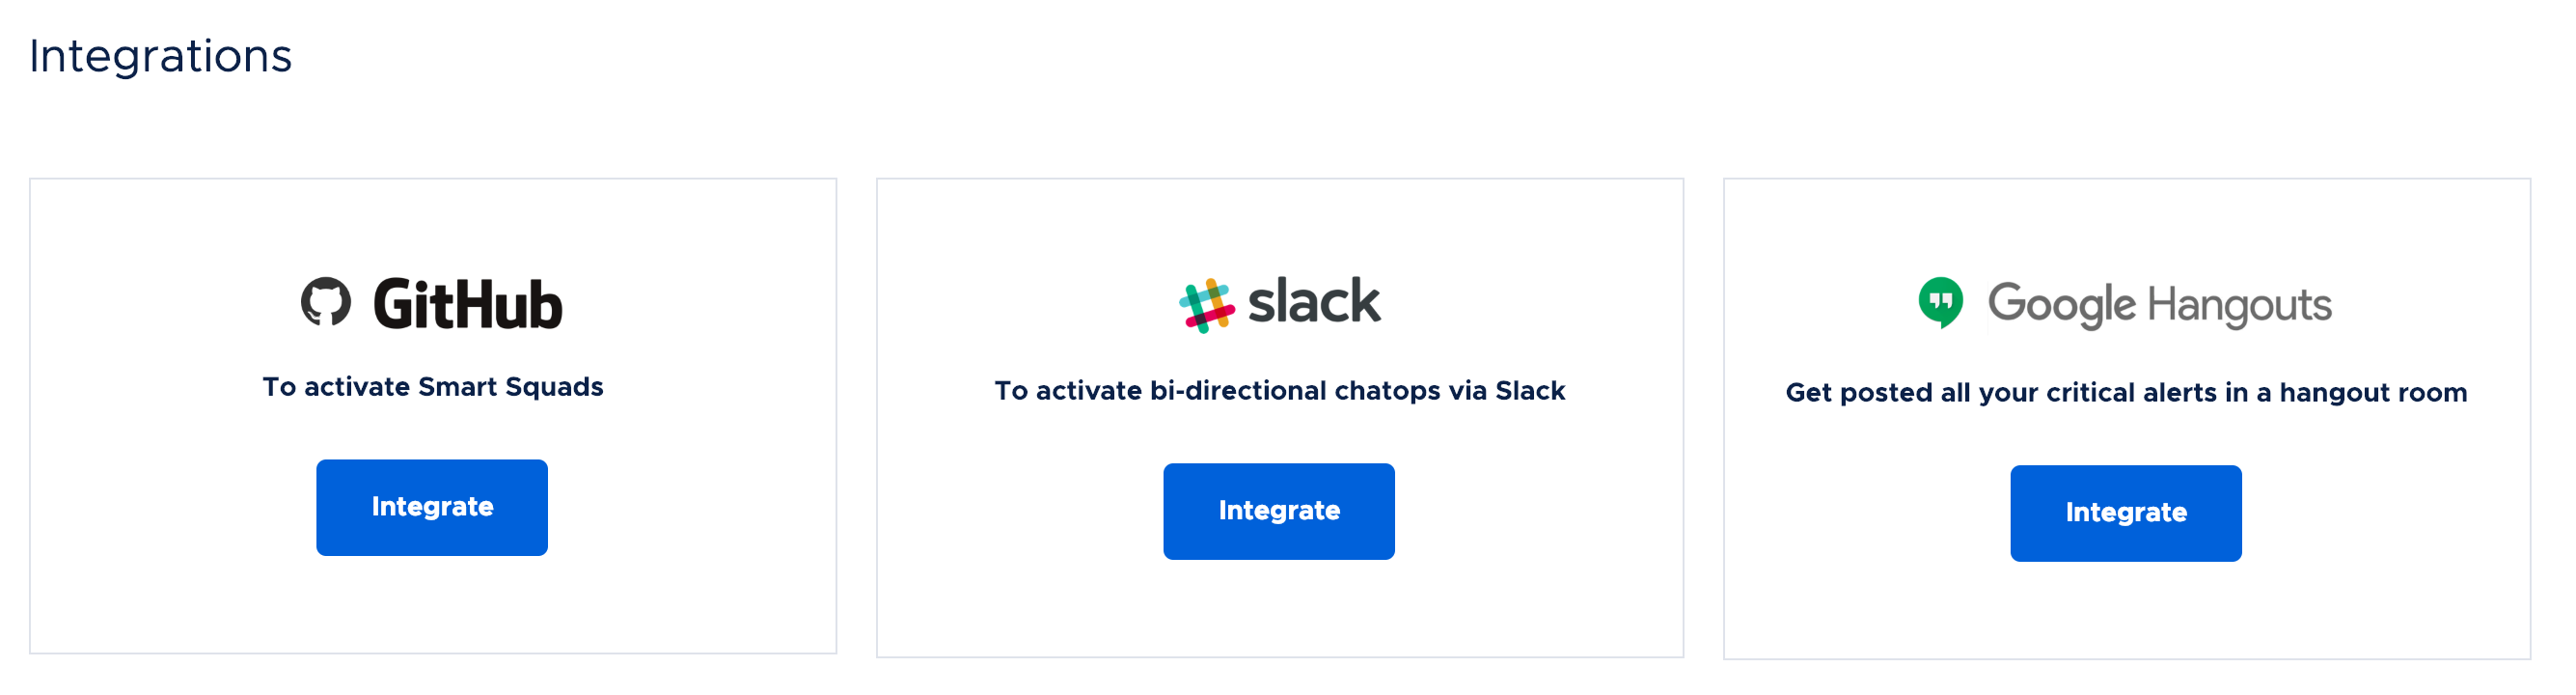 Integrations
GitHub
To activate Smart Squads
Integrate
slack
To activate bi-directional chatops via Slack
Integrate
Google Hangouts
Get posted all your critical alerts in a hangout room
Integrate